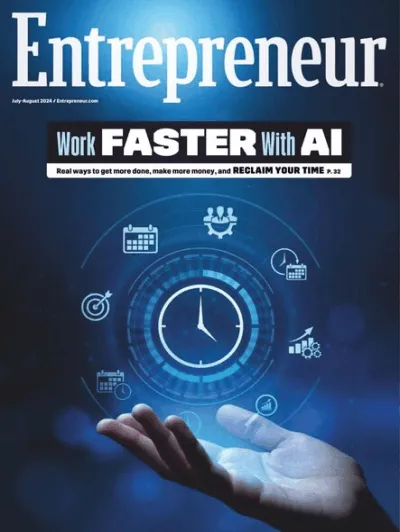 Entrepreneur
July-August 2024 / Entrepreneur.com
Work FASTER With AI
Real ways to get more done, make more money, and RECLAIM YOUR TIME P. 32